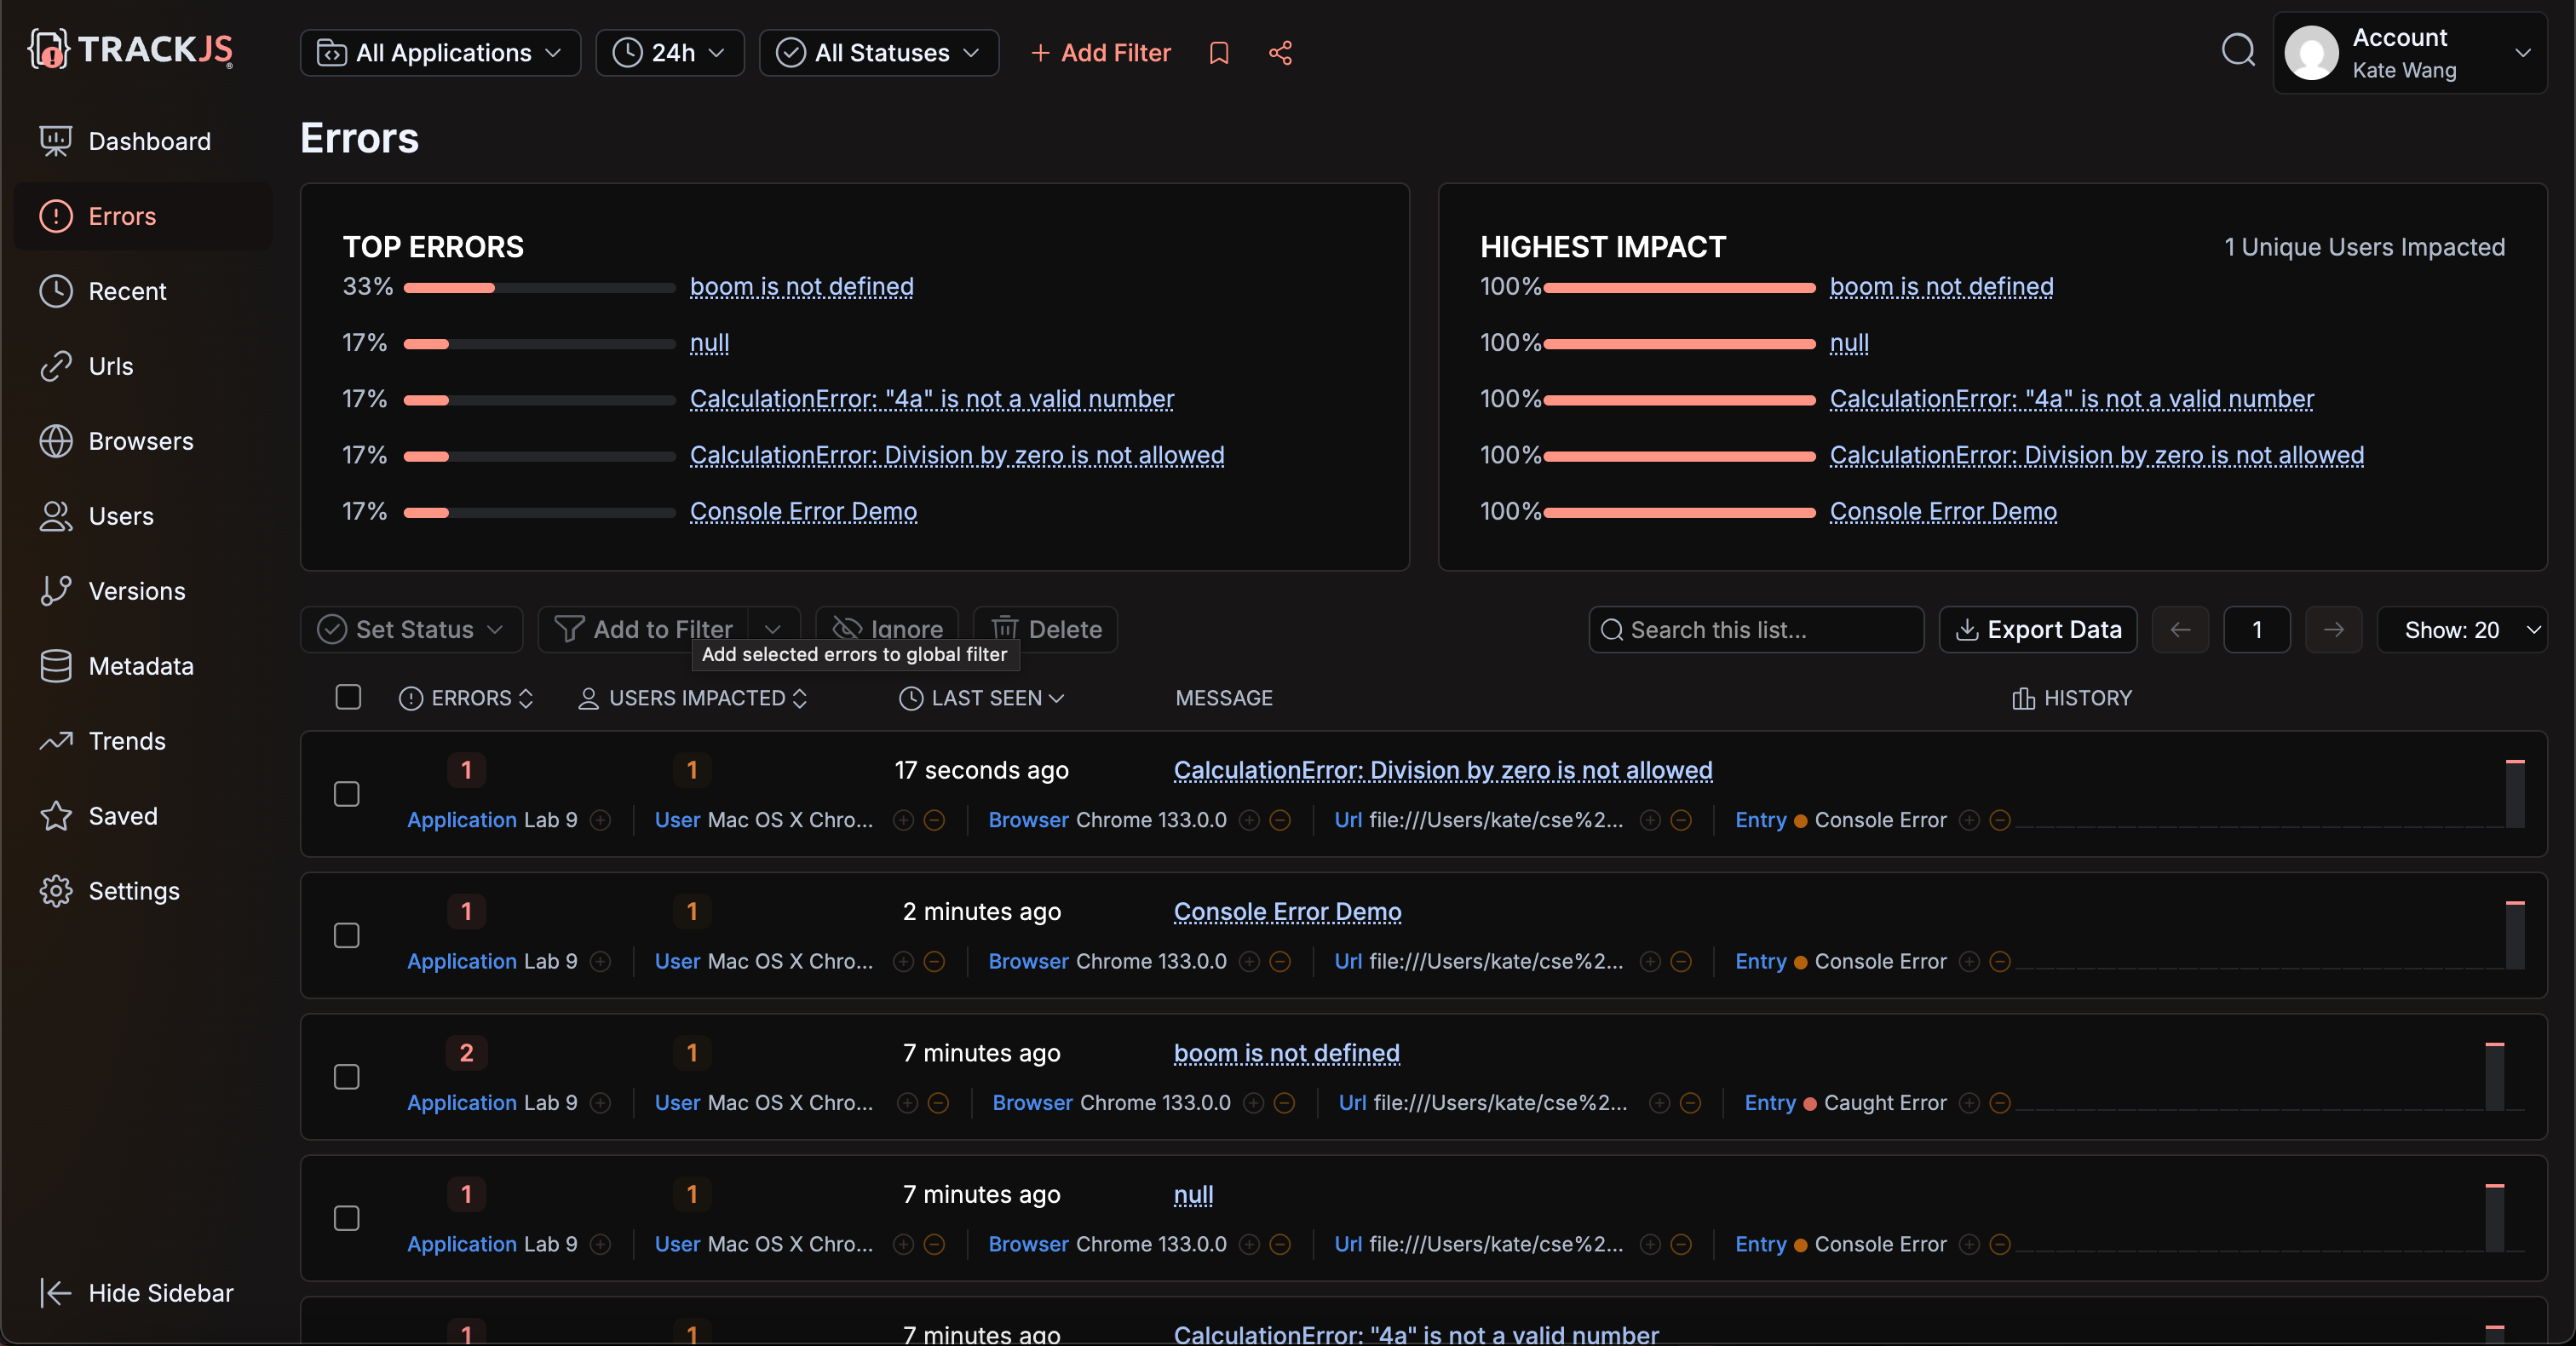 TRACKJS®
All Applications
24h
All Statuses
+ Add Filter
Account
Kate Wang
Dashboard
Errors
Recent
Urls
Browsers
Users
Versions
Metadata
Trends
Saved
Settings
Hide Sidebar
Errors
TOP ERRORS
33% boom is not defined
17% null
17% CalculationError: "4a" is not a valid number
17% CalculationError: Division by zero is not allowed
17% Console Error Demo
HIGHEST IMPACT 1 Unique Users Impacted
100% boom is not defined
100% null
100% CalculationError: "4a" is not a valid number
100% CalculationError: Division by zero is not allowed
100% Console Error Demo
Set Status Add to Filter Ignore Delete Search this list... Export Data 1 Show: 20
Add selected errors to global filter
ERRORS USERS IMPACTED LAST SEEN MESSAGE HISTORY
1 1 17 seconds ago CalculationError: Division by zero is not allowed
Application Lab 9 User Mac OS X Chro... Browser Chrome 133.0.0 Url file:///Users/kate/cse%2... Entry Console Error
1 1 2 minutes ago Console Error Demo
Application Lab 9 User Mac OS X Chro... Browser Chrome 133.0.0 Url file:///Users/kate/cse%2... Entry Console Error
2 1 7 minutes ago boom is not defined
Application Lab 9 User Mac OS X Chro... Browser Chrome 133.0.0 Url file:///Users/kate/cse%2... Entry Caught Error
1 1 7 minutes ago null
Application Lab 9 User Mac OS X Chro... Browser Chrome 133.0.0 Url file:///Users/kate/cse%2... Entry Console Error
1 1 7 minutes ago CalculationError: "4a" is not a valid number